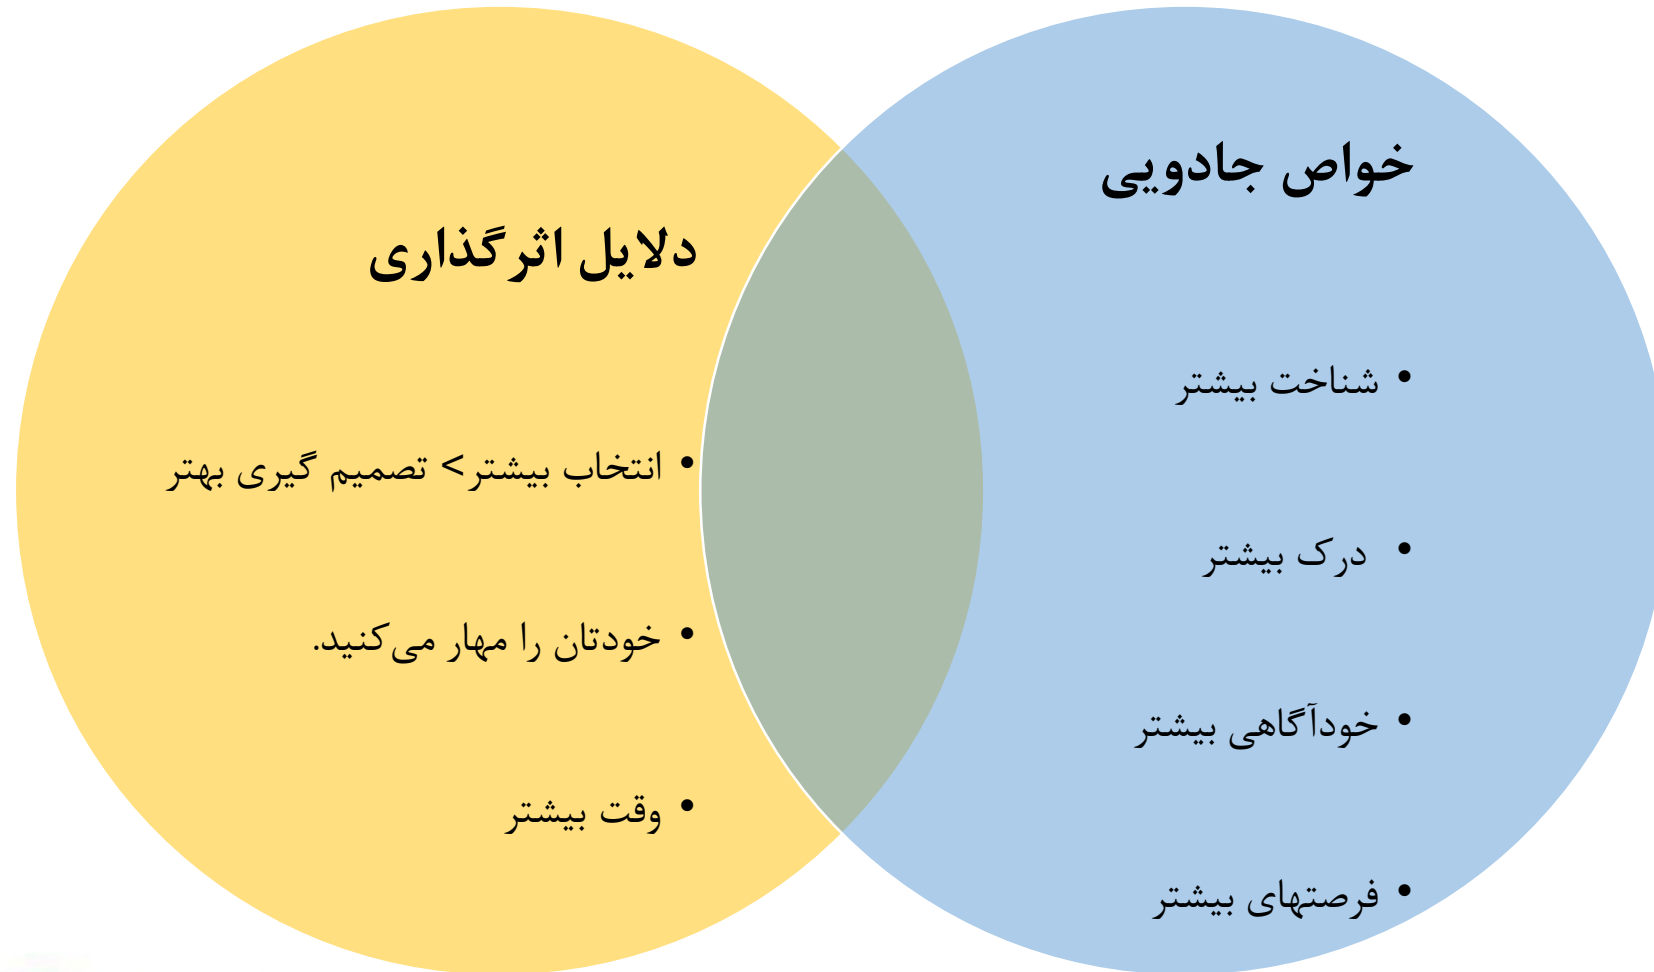 خواص جادویی
• شناخت بیشتر
• درک بیشتر
• خودآگاهی بیشتر
• فرصتهای بیشتر
دلایل اثرگذاری
• انتخاب بیشتر> تصمیم گیری بهتر
• خودتان را مهار می‌کنید.
• وقت بیشتر